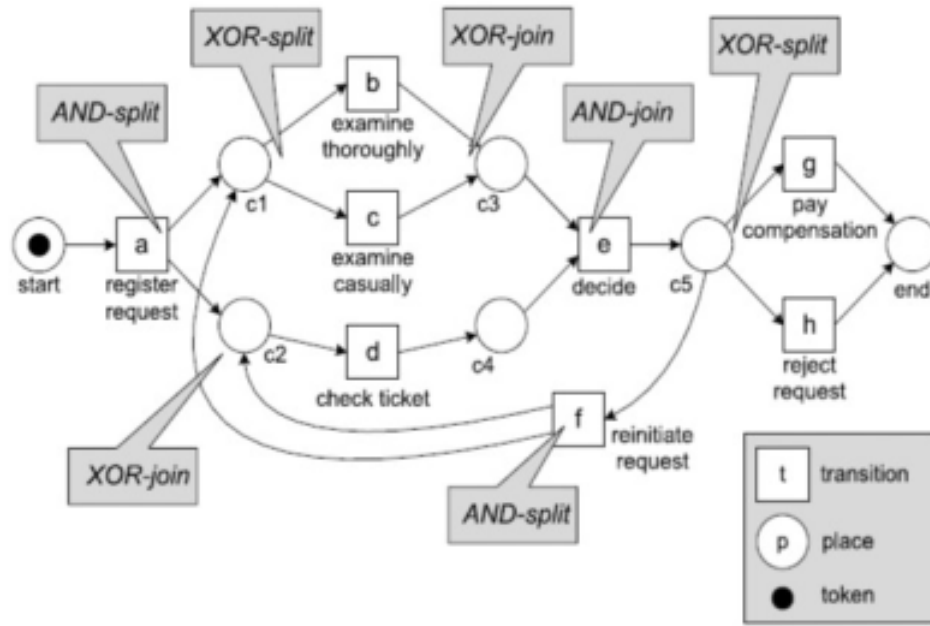 XOR-split
XOR-join
XOR-split
AND-split
b
AND-join
examine
thoroughly
g
c1
c3
pay
compensation
c
a
e
start
register
request
examine
casually
decide
c5
end
h
c2
d
c4
reject
request
check ticket
f
reinitiate
request
XOR-join
AND-split
t
transition
p
place
token